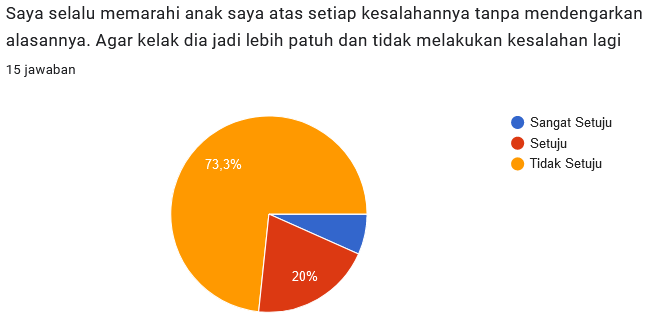 Saya selalu memarahi anak saya atas setiap kesalahannya tanpa mendengarkan
alasannya. Agar kelak dia jadi lebih patuh dan tidak melakukan kesalahan lagi
15 jawaban
Sangat Setuju
Setuju
Tidak Setuju
73,3%
20%